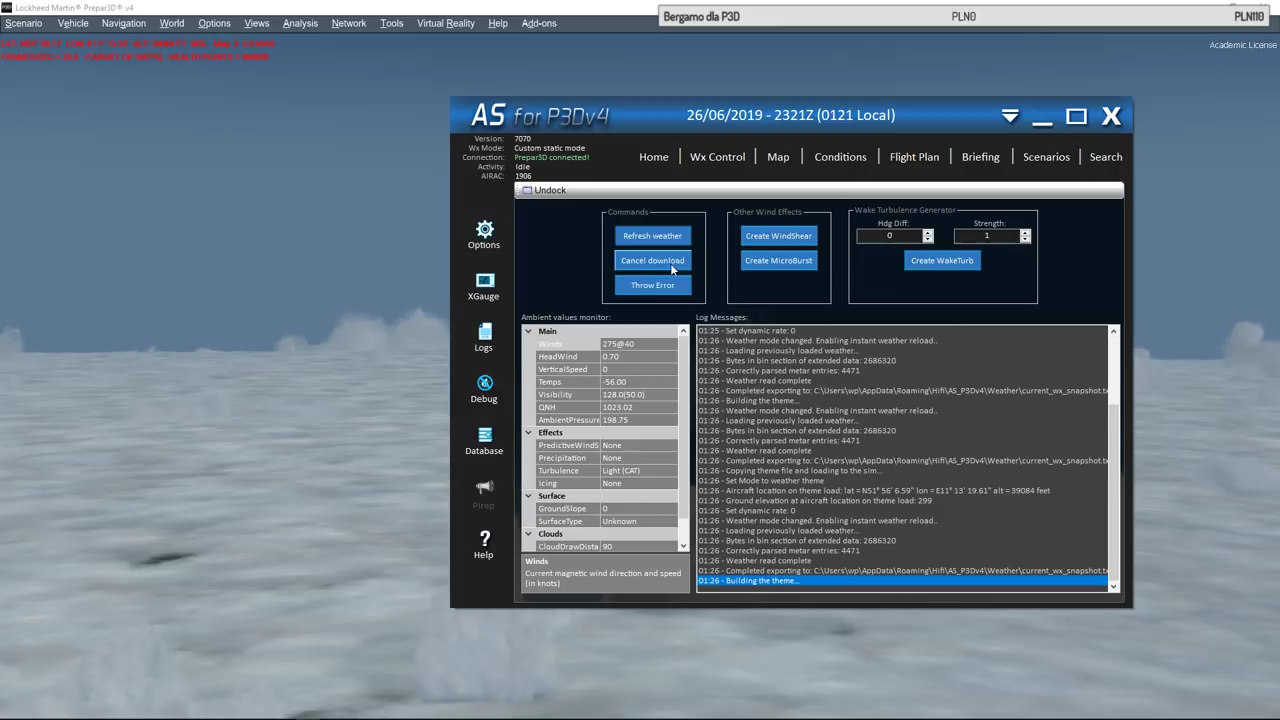 Lockheed Martin® Prepar3D® v4
Scenario Vehicle Navigation World Options Views Analysis Network Tools Virtual Reality Help Add-ons
Bergamo dla P3D PLN0 PLN110
Academic License
AS for P3Dv4 26/06/2019 - 2321Z (0121 Local) X
Version: 7070
Wx Mode: Custom static mode
Connection: Prepar3D connected!
Activity: Idle
AIRAC: 1906
Home Wx Control Map Conditions Flight Plan Briefing Scenarios Search
Undock
Options
XGauge
Logs
Debug
Database
Pirep
Help
Commands
Refresh weather
Cancel download
Throw Error
Other Wind Effects
Create WindShear
Create MicroBurst
Wake Turbulence Generator
Hdg Diff: Strength:
0 1
Create WakeTurb
Ambient values monitor:
Main
Winds 275@40
HeadWind 0.70
VerticalSpeed 0
Temps -56.00
Visibility 128.0(50.0)
QNH 1023.02
AmbientPressure 198.75
Effects
PredictiveWindS None
Precipitation None
Turbulence Light (CAT)
Icing None
Surface
GroundSlope 0
SurfaceType Unknown
Clouds
CloudDrawDista 90
Winds
Current magnetic wind direction and speed
(in knots)
Log Messages:
01:25 - Set dynamic rate: 0
01:26 - Weather mode changed. Enabling instant weather reload..
01:26 - Loading previously loaded weather...
01:26 - Bytes in bin section of extended data: 2686320
01:26 - Correctly parsed metar entries: 4471
01:26 - Weather read complete
01:26 - Completed exporting to: C:\Users\wp\AppData\Roaming\Hifi\AS_P3Dv4\Weather\current_wx_snapshot.tx
01:26 - Building the theme...
01:26 - Weather mode changed. Enabling instant weather reload..
01:26 - Loading previously loaded weather...
01:26 - Bytes in bin section of extended data: 2686320
01:26 - Correctly parsed metar entries: 4471
01:26 - Weather read complete
01:26 - Completed exporting to: C:\Users\wp\AppData\Roaming\Hifi\AS_P3Dv4\Weather\current_wx_snapshot.tx
01:26 - Copying theme file and loading to the sim...
01:26 - Set Mode to weather theme
01:26 - Aircraft location on theme load: lat = N51° 56' 6.59" lon = E11° 13' 19.61" alt = 39084 feet
01:26 - Ground elevation at aircraft location on theme load: 299
01:26 - Set dynamic rate: 0
01:26 - Weather mode changed. Enabling instant weather reload..
01:26 - Loading previously loaded weather...
01:26 - Bytes in bin section of extended data: 2686320
01:26 - Correctly parsed metar entries: 4471
01:26 - Weather read complete
01:26 - Completed exporting to: C:\Users\wp\AppData\Roaming\Hifi\AS_P3Dv4\Weather\current_wx_snapshot.tx
01:26 - Building the theme...